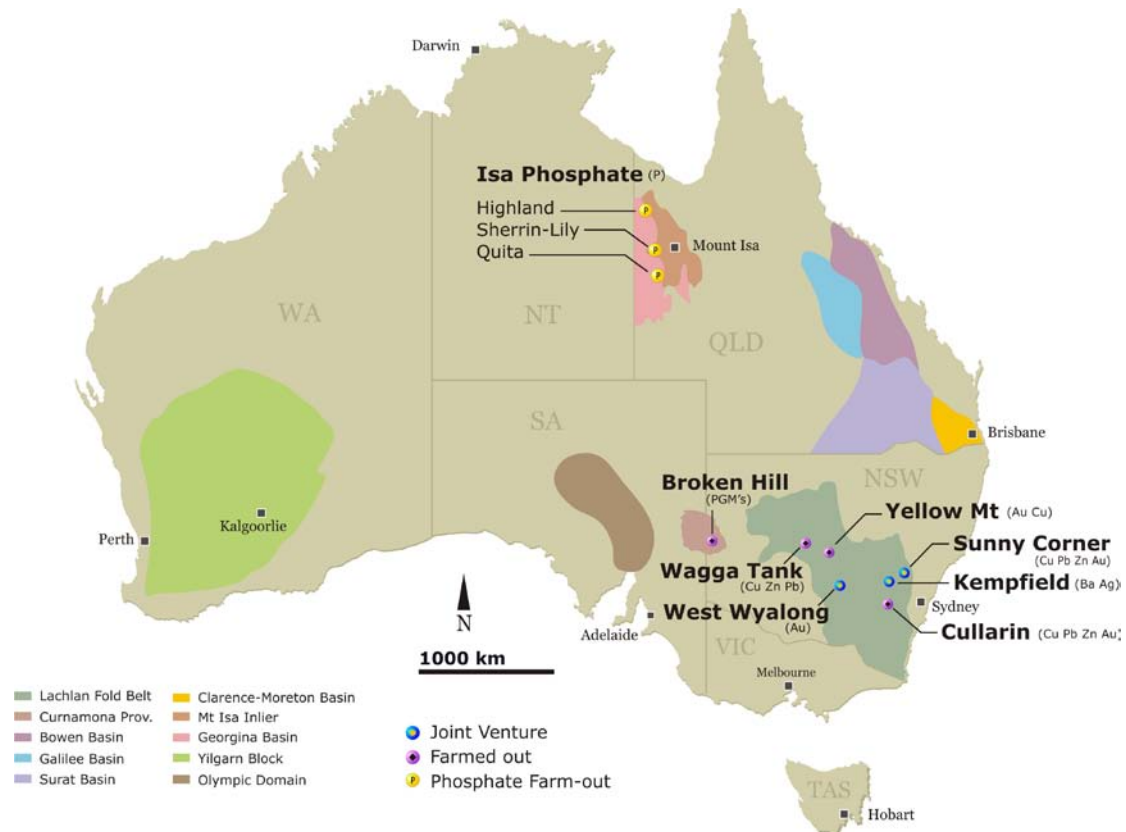 Darwin
Isa Phosphate (P)
Highland
Sherrin-Lily
Quita
P
P
P
Mount Isa
WA
NT
QLD
SA
Brisbane
NSW
Broken Hill
(PGM's)
Yellow Mt (Au Cu)
Kalgoorlie
Perth
Sunny Corner
(Cu Pb Zn Au)
Wagga Tank
(Cu Zn Pb)
Kempfield (Ba Ag)
West Wyalong
(Au)
Sydney
N
Adelaide
Cullarin (Cu Pb Zn Au)
VIC
1000 km
Melbourne
Lachlan Fold Belt
Curnamona Prov.
Bowen Basin
Galilee Basin
Surat Basin
Clarence-Moreton Basin
Mt Isa Inlier
Georgina Basin
Yilgarn Block
Olympic Domain
Joint Venture
Farmed out
P Phosphate Farm-out
TAS
Hobart